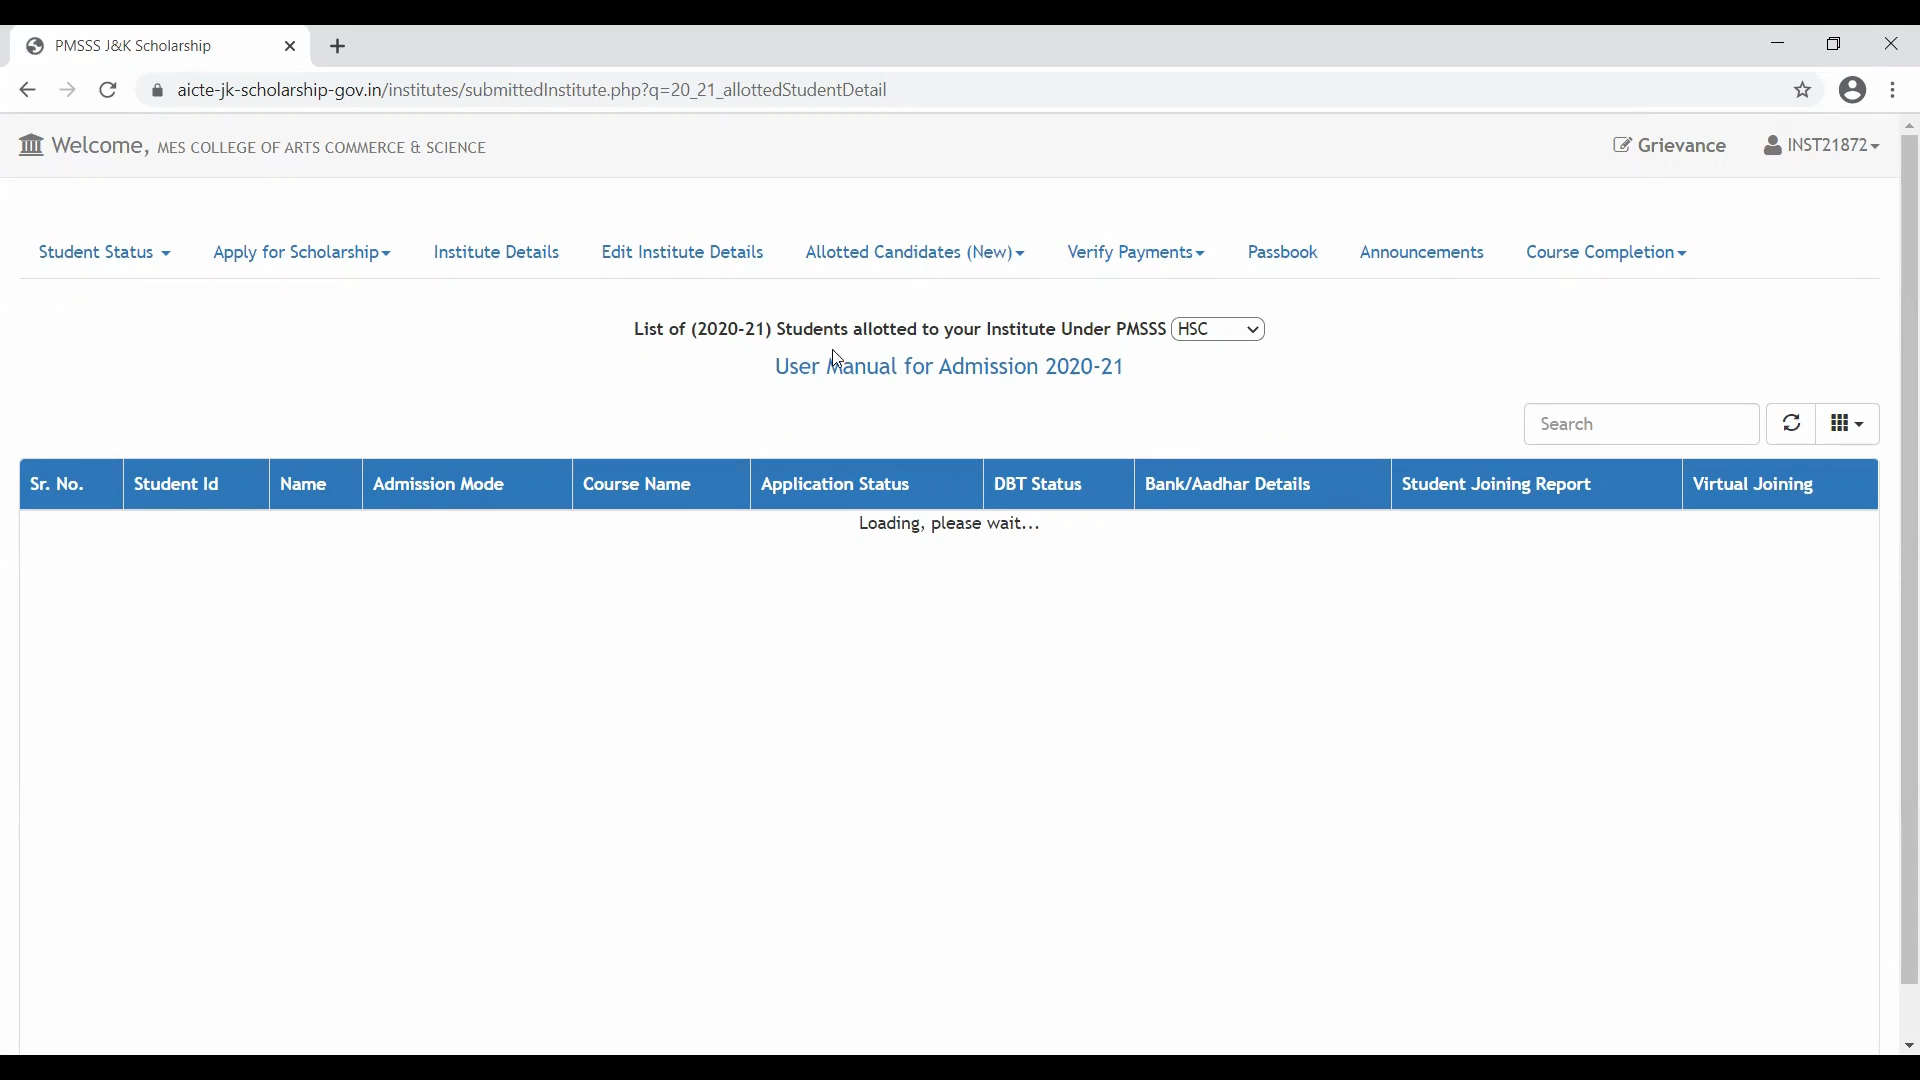 PMSSS J&K Scholarship
aicte-jk-scholarship-gov.in/institutes/submittedInstitute.php?q=20_21_allottedStudentDetail
Welcome, MES COLLEGE OF ARTS COMMERCE & SCIENCE
Grievance INST21872
Student Status Apply for Scholarship Institute Details Edit Institute Details Allotted Candidates (New) Verify Payments Passbook Announcements Course Completion
List of (2020-21) Students allotted to your Institute Under PMSSS HSC
User Manual for Admission 2020-21
Search
Sr. No. Student Id Name Admission Mode Course Name Application Status DBT Status Bank/Aadhar Details Student Joining Report Virtual Joining
Loading, please wait...